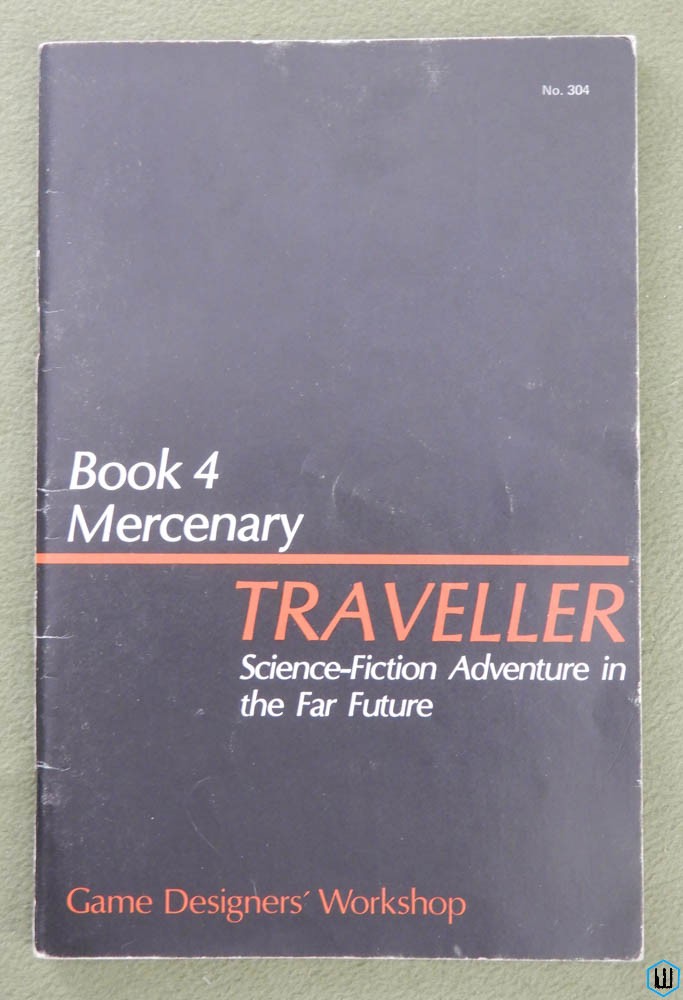 No. 304
Book 4
Mercenary
TRAVELLER
Science-Fiction Adventure in
the Far Future
Game Designers´ Workshop